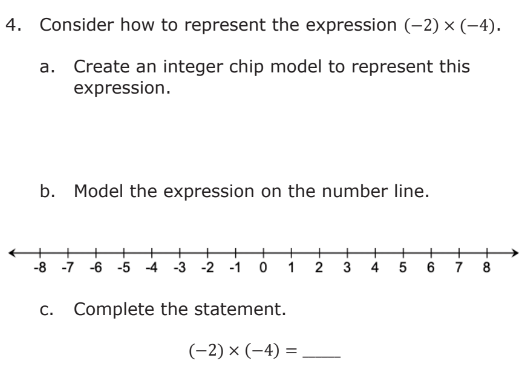 4. Consider how to represent the expression (−2) × (−4).
a. Create an integer chip model to represent this
expression.
b. Model the expression on the number line.
-8 -7 -6 -5 -4 -3 -2 -1 0 1 2 3 4 5 6 7 8
c. Complete the statement.
(−2) × (−4) = ____